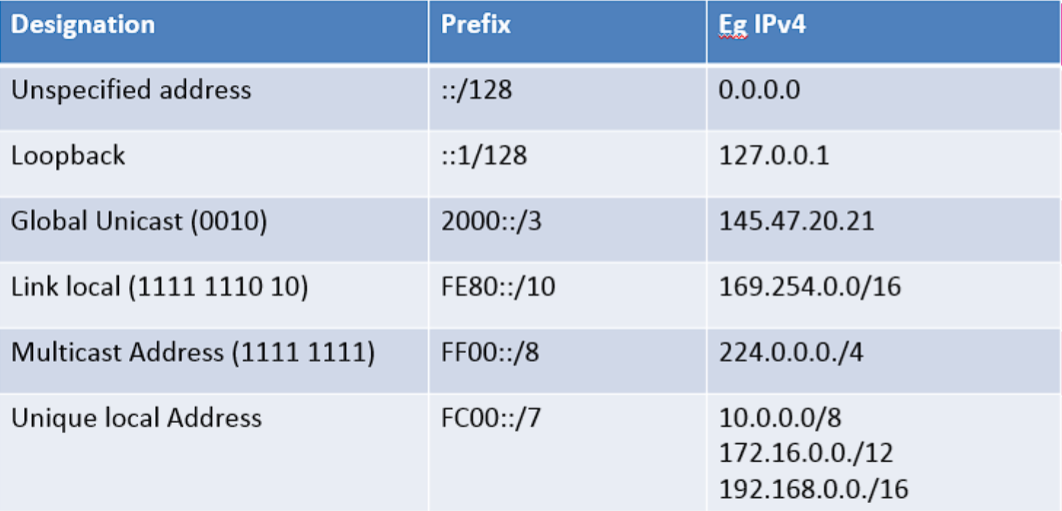 Designation Prefix Eg IPv4
Unspecified address ::/128 0.0.0.0
Loopback ::1/128 127.0.0.1
Global Unicast (0010) 2000::/3 145.47.20.21
Link local (1111 1110 10) FE80::/10 169.254.0.0/16
Multicast Address (1111 1111) FF00::/8 224.0.0.0./4
Unique local Address FC00::/7 10.0.0.0/8
172.16.0.0./12
192.168.0.0./16